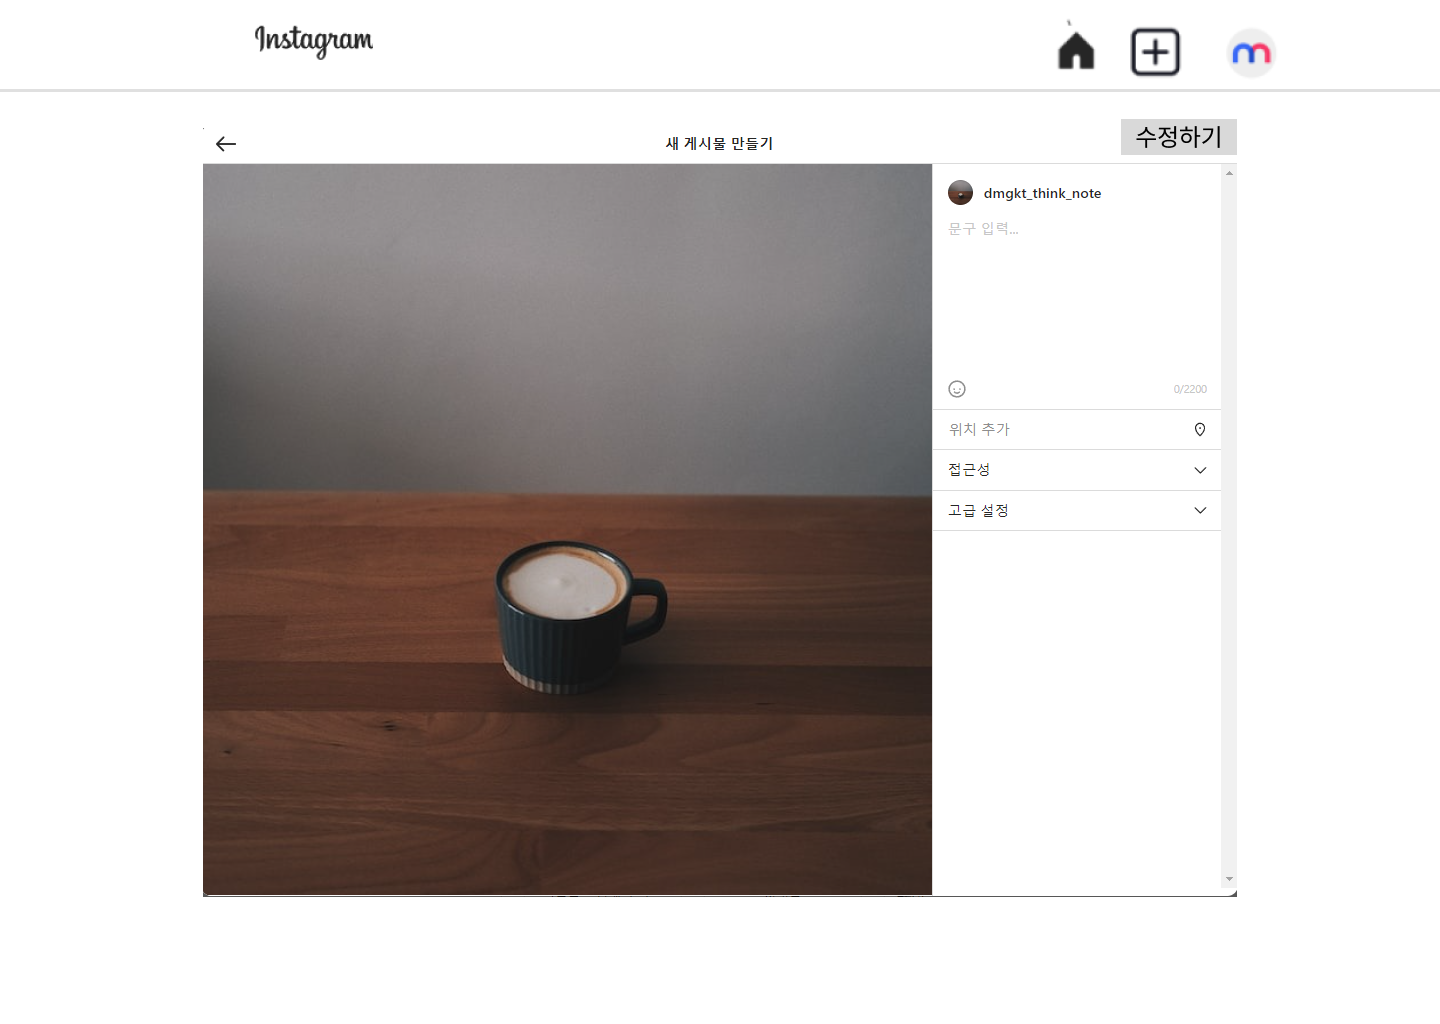 Instagram
새 게시물 만들기
수정하기
dmgkt_think_note
문구 입력...
0/2200
위치 추가
접근성
고급 설정